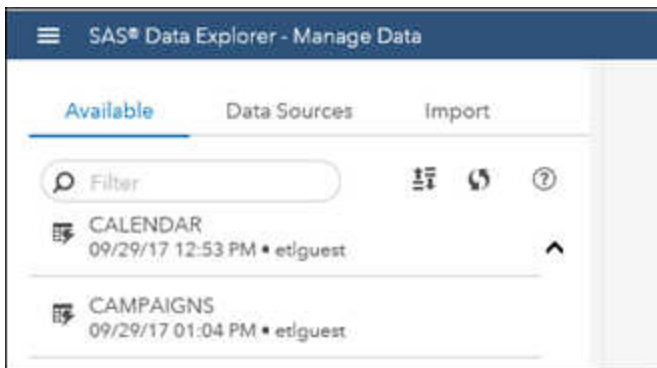 SAS® Data Explorer - Manage Data
Available Data Sources Import
Filter
CALENDAR
09/29/17 12:53 PM • etlguest
CAMPAIGNS
09/29/17 01:04 PM • etlguest